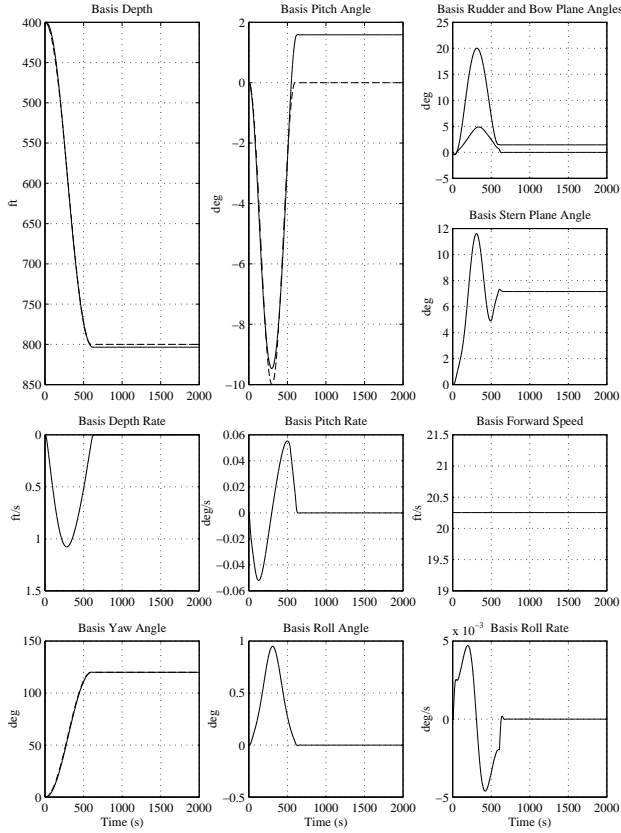 Basis Depth
400
450
500
550
600
650
700
750
800
850
ft
0 500 1000 1500 2000
Basis Pitch Angle
2
0
−2
−4
−6
−8
−10
deg
0 500 1000 1500 2000
Basis Rudder and Bow Plane Angles
25
20
15
10
5
0
−5
deg
0 500 1000 1500 2000
Basis Stern Plane Angle
12
10
8
6
4
2
0
deg
0 500 1000 1500 2000
Basis Depth Rate
0
0.5
1
1.5
ft/s
0 500 1000 1500 2000
Basis Pitch Rate
0.06
0.04
0.02
0
−0.02
−0.04
−0.06
deg/s
0 500 1000 1500 2000
Basis Forward Speed
21.5
21
20.5
20
19.5
19
ft/s
0 500 1000 1500 2000
Basis Yaw Angle
150
100
50
0
deg
0 500 1000 1500 2000
Time (s)
Basis Roll Angle
1
0.5
0
−0.5
deg
0 500 1000 1500 2000
Time (s)
x 10−3 Basis Roll Rate
5
0
−5
deg/s
0 500 1000 1500 2000
Time (s)